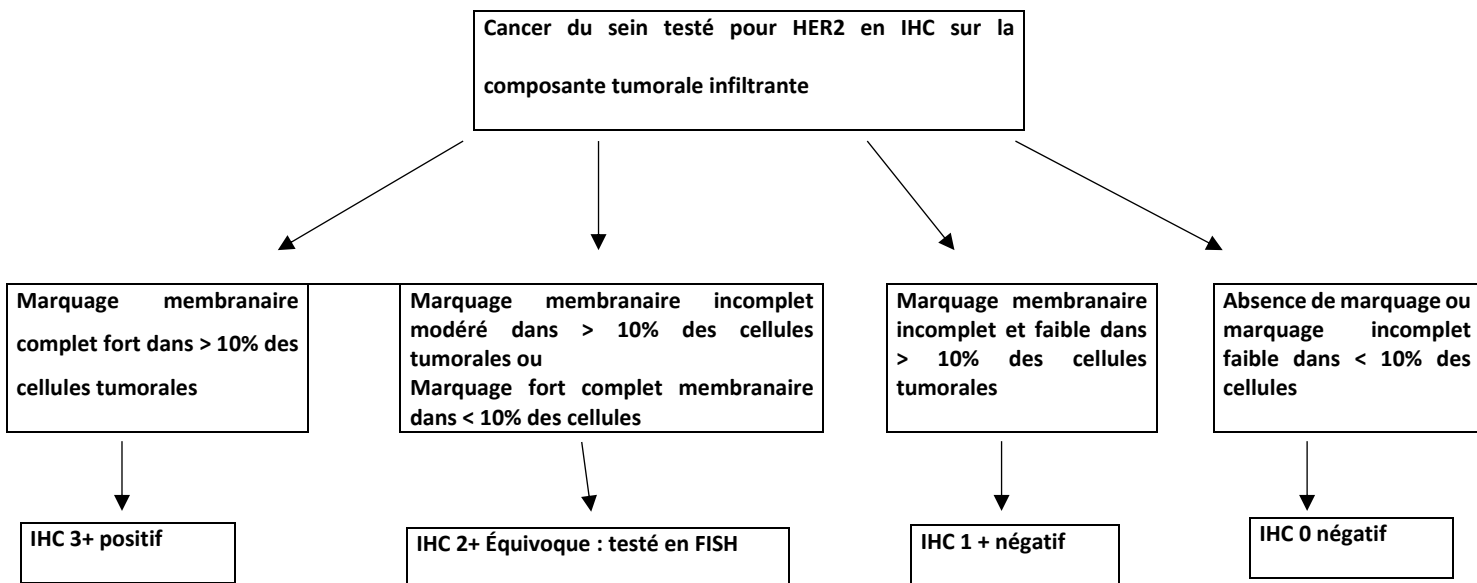 Cancer du sein testé pour HER2 en IHC sur la
composante tumorale infiltrante
Marquage membranaire
complet fort dans > 10% des
cellules tumorales
Marquage membranaire incomplet
modéré dans > 10% des cellules
tumorales ou
Marquage fort complet membranaire
dans < 10% des cellules
Marquage membranaire
incomplet et faible dans
> 10% des cellules
tumorales
Absence de marquage ou
marquage incomplet
faible dans < 10% des
cellules
IHC 3+ positif
IHC 2+ Équivoque : testé en FISH
IHC 1 + négatif
IHC 0 négatif